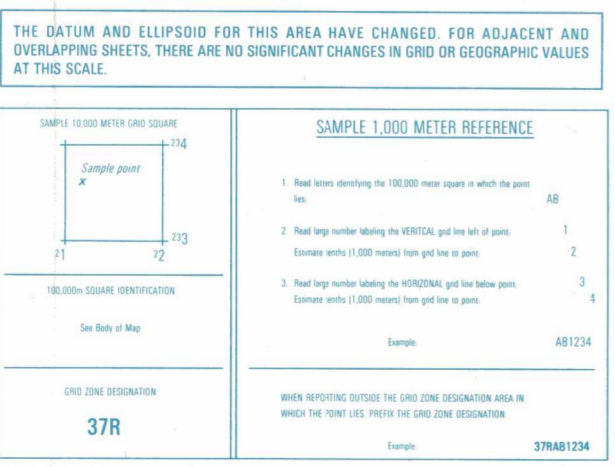 THE DATUM AND ELLIPSOID FOR THIS AREA HAVE CHANGED. FOR ADJACENT AND
OVERLAPPING SHEETS, THERE ARE NO SIGNIFICANT CHANGES IN GRID OR GEOGRAPHIC VALUES
AT THIS SCALE.
SAMPLE 10,000 METER GRID SQUARE
234
Sample point
x
233
21 22
100,000m SQUARE IDENTIFICATION
See Body of Map
GRID ZONE DESIGNATION
37R
SAMPLE 1,000 METER REFERENCE
1. Read letters identifying the 100,000 meter square in which the point
lies: AB
2. Read large number labeling the VERITCAL grid line left of point: 1
Estimate tenths (1,000 meters) from grid line to point: 2
3. Read large number labeling the HORIZONAL grid line below point: 3
Estimate tenths (1,000 meters) from grid line to point: 4
Example: AB1234
WHEN REPORTING OUTSIDE THE GRID ZONE DESIGNATION AREA IN
WHICH THE POINT LIES, PREFIX THE GRID ZONE DESIGNATION.
Example: 37RAB1234